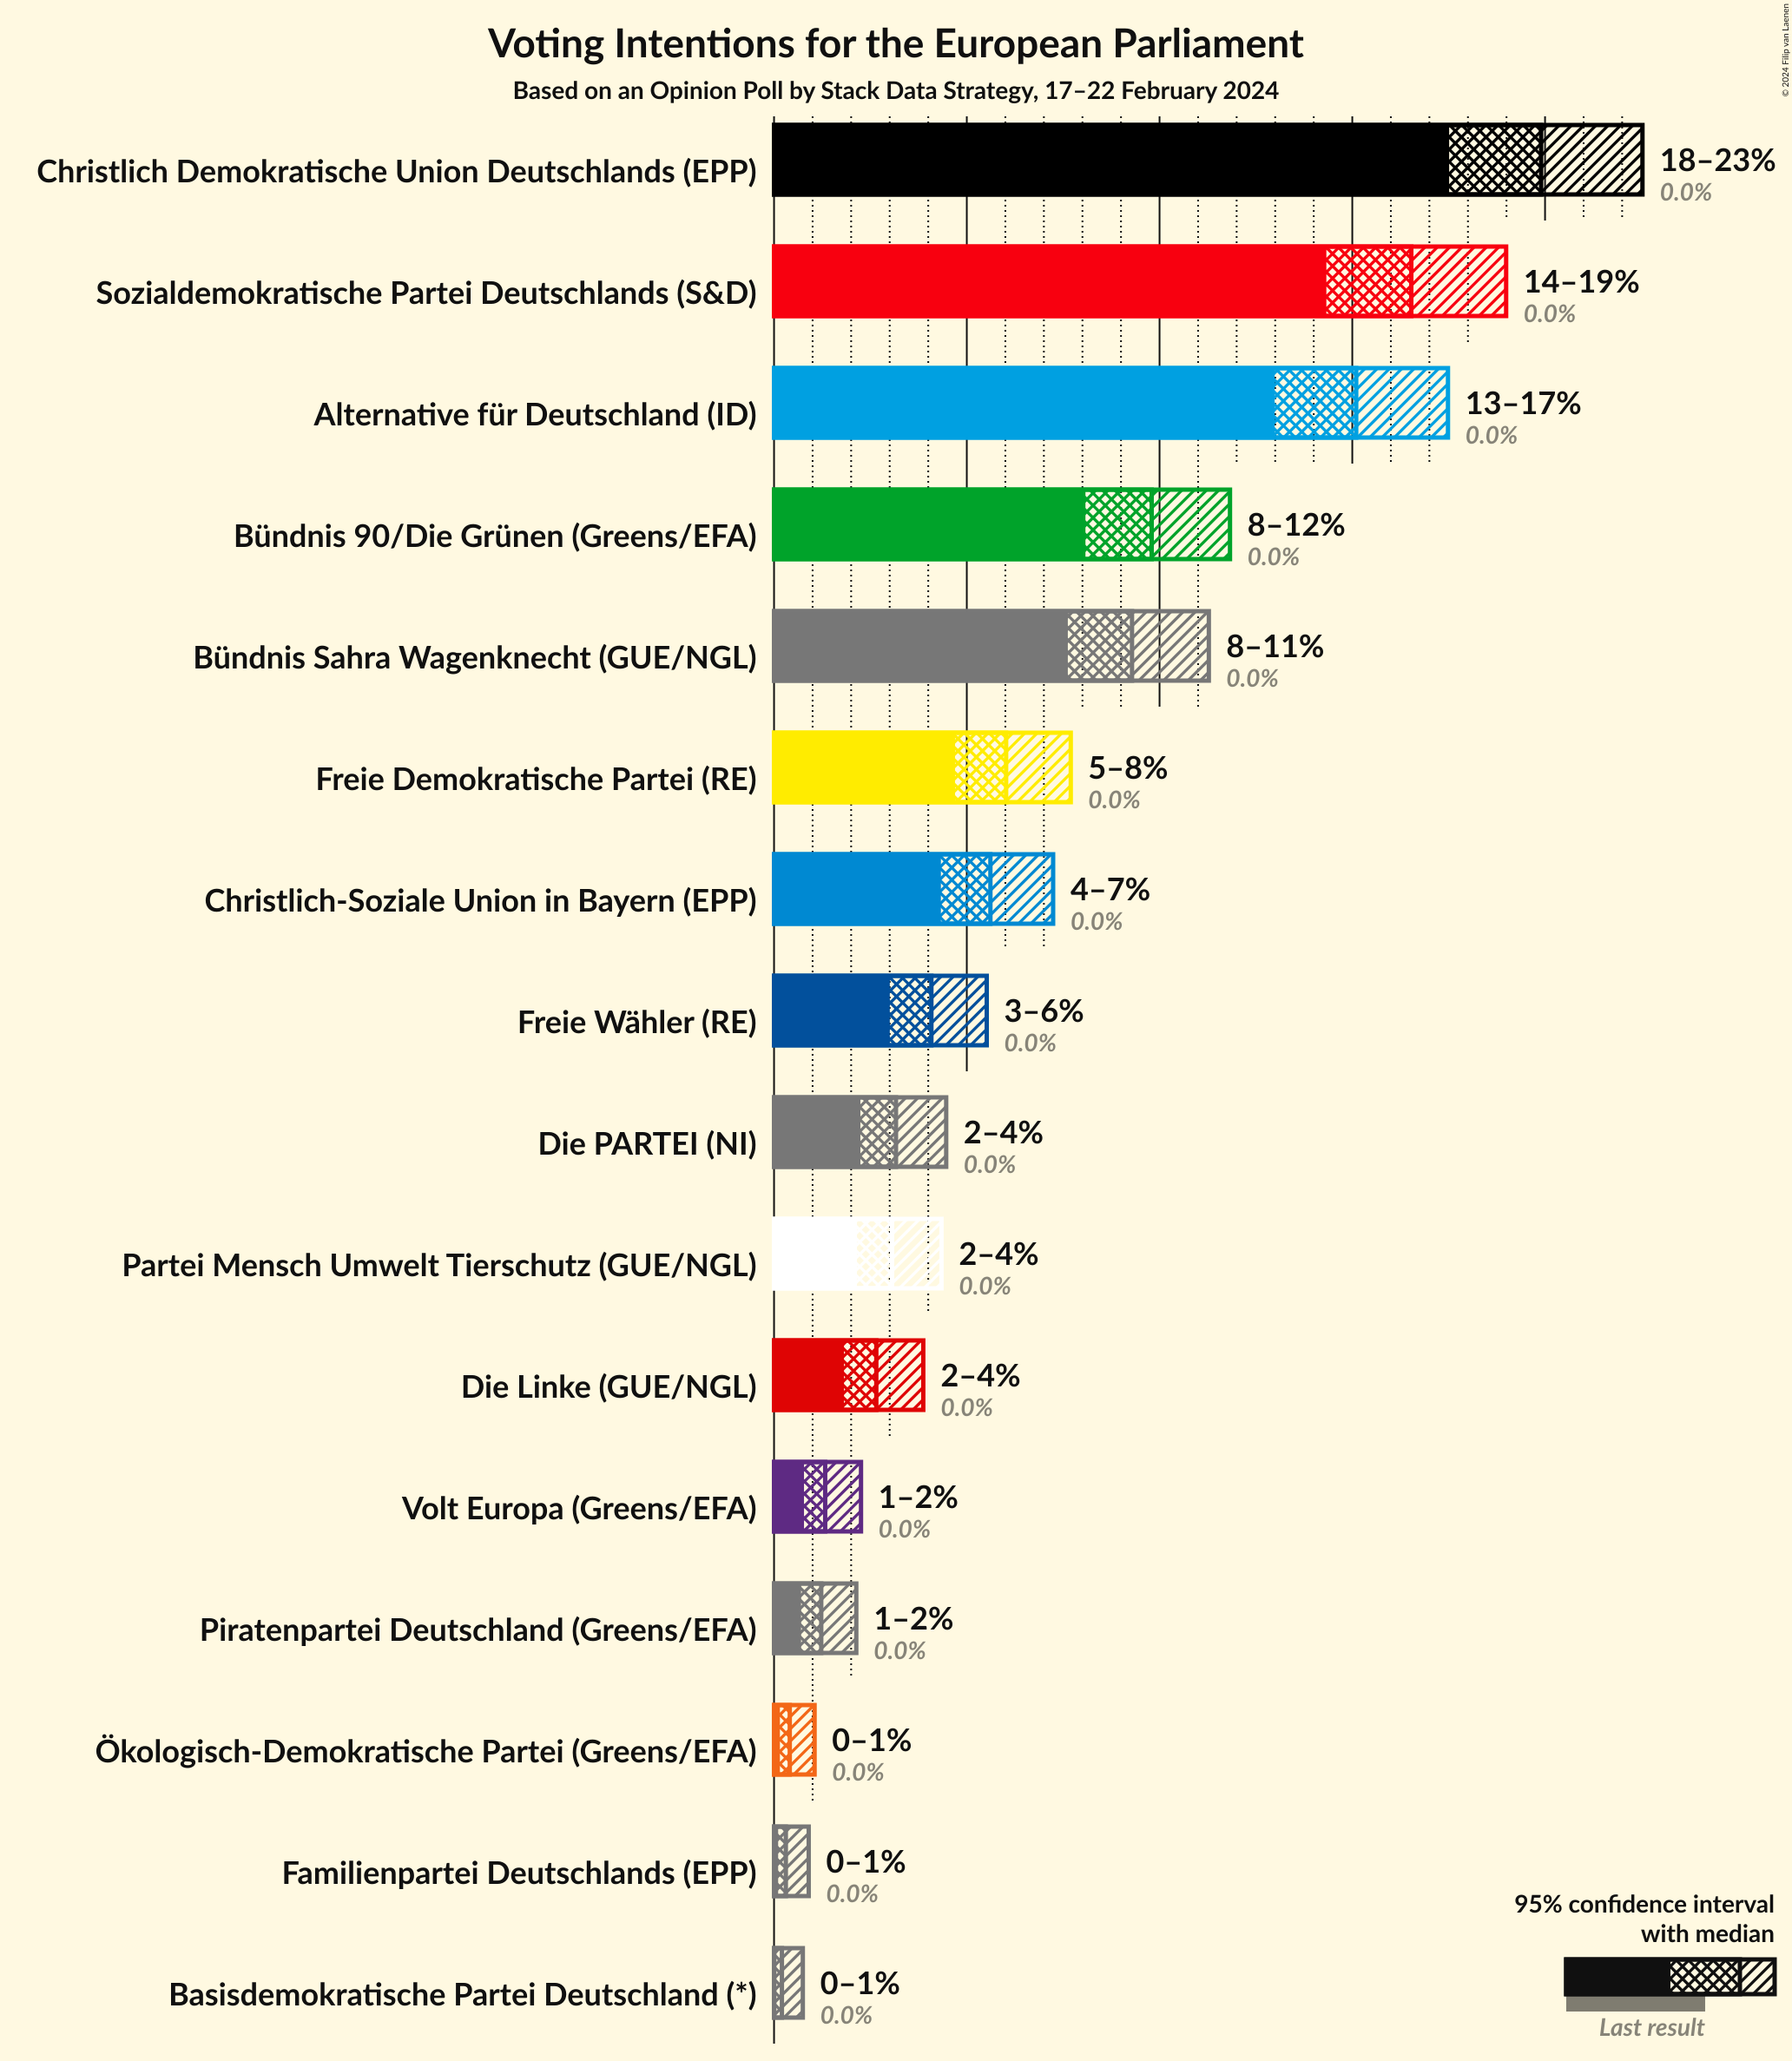 Voting Intentions for the European Parliament
Based on an Opinion Poll by Stack Data Strategy, 17–22 February 2024
© 2024 Filip van Laenen
Christlich Demokratische Union Deutschlands (EPP)
18–23%
0.0%
Sozialdemokratische Partei Deutschlands (S&D)
14–19%
0.0%
Alternative für Deutschland (ID)
13–17%
0.0%
Bündnis 90/Die Grünen (Greens/EFA)
8–12%
0.0%
Bündnis Sahra Wagenknecht (GUE/NGL)
8–11%
0.0%
Freie Demokratische Partei (RE)
5–8%
0.0%
Christlich-Soziale Union in Bayern (EPP)
4–7%
0.0%
Freie Wähler (RE)
3–6%
0.0%
Die PARTEI (NI)
2–4%
0.0%
Partei Mensch Umwelt Tierschutz (GUE/NGL)
2–4%
0.0%
Die Linke (GUE/NGL)
2–4%
0.0%
Volt Europa (Greens/EFA)
1–2%
0.0%
Piratenpartei Deutschland (Greens/EFA)
1–2%
0.0%
Ökologisch-Demokratische Partei (Greens/EFA)
0–1%
0.0%
Familienpartei Deutschlands (EPP)
0–1%
0.0%
Basisdemokratische Partei Deutschland (*)
0–1%
0.0%
95% confidence interval
with median
Last result